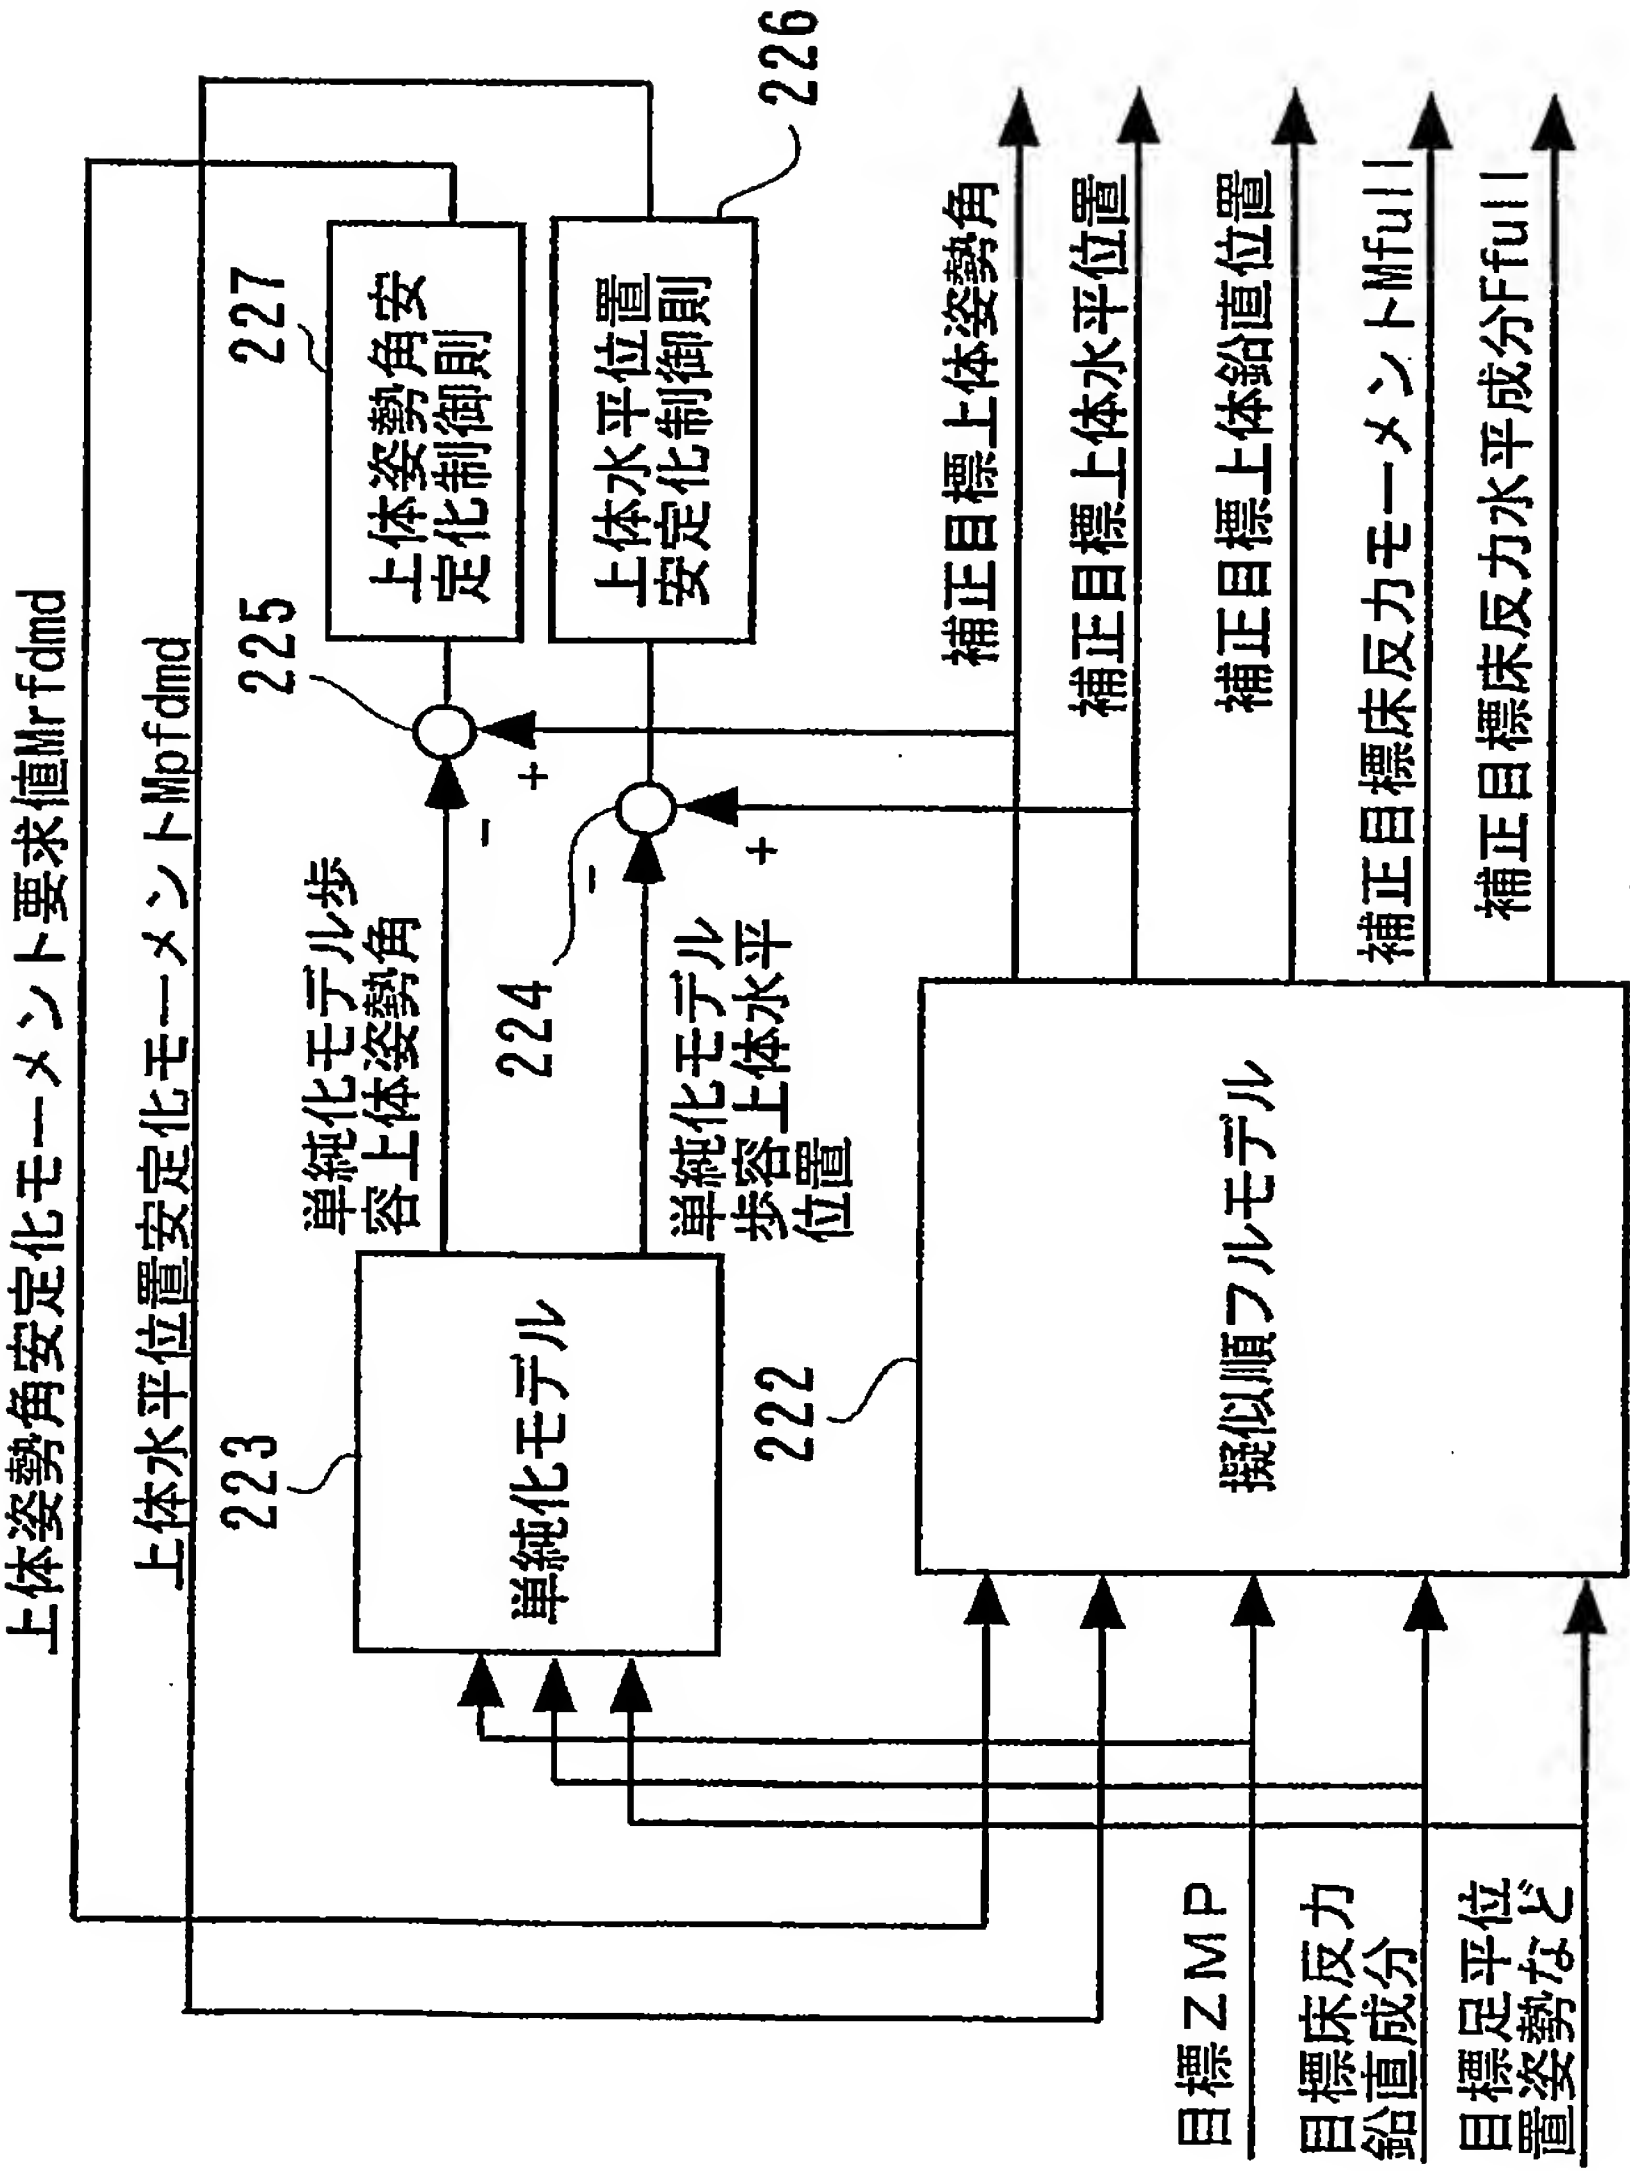 上体姿勢角安定化モーメント要求値Mrfdmd
上体水平位置安定化モーメントMpfdmd
223
単純化モデル
単純化モデル歩
容上体姿勢角
単純化モデル
歩容上体水平
位置
224
225
-
+
-
+
227
上体姿勢角安
定化制御則
上体水平位置
安定化制御則
226
目標ZMP
目標床反力
鉛直成分
目標足平位
置姿勢など
222
擬似順フルモデル
補正目標上体姿勢角
補正目標上体水平位置
補正目標上体鉛直位置
補正目標床反力モーメントMfull
補正目標床反力水平成分Ffull